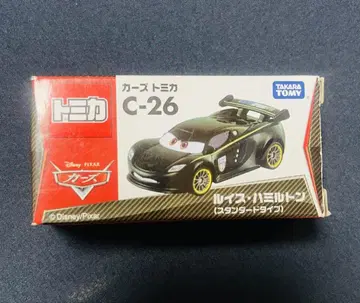 カーズ トミカ
C-26
トミカ
TAKARA TOMY
Disney・PIXAR
カーズ
ルイス・ハミルトン
(スタンダードタイプ)
©Disney/Pixar